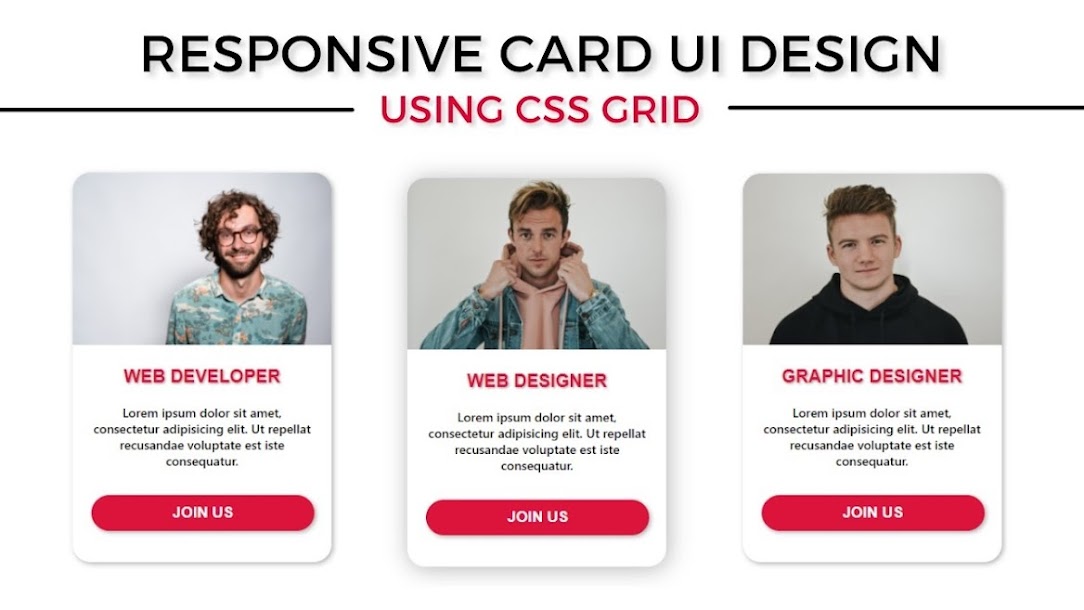 RESPONSIVE CARD UI DESIGN
USING CSS GRID
WEB DEVELOPER
Lorem ipsum dolor sit amet,
consectetur adipisicing elit. Ut repellat
recusandae voluptate est iste
consequatur.
JOIN US
WEB DESIGNER
Lorem ipsum dolor sit amet,
consectetur adipisicing elit. Ut repellat
recusandae voluptate est iste
consequatur.
JOIN US
GRAPHIC DESIGNER
Lorem ipsum dolor sit amet,
consectetur adipisicing elit. Ut repellat
recusandae voluptate est iste
consequatur.
JOIN US